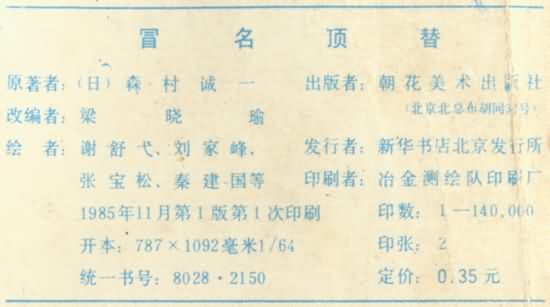 冒名顶替
原著者：（日）森村诚一
改编者：梁晓瑜
绘者：谢舒弋、刘家峰、
张宝松、秦建国等
1985年11月第1版第1次印刷
开本：787×1092毫米1/64
统一书号：8028·2150
出版者：朝花美术出版社
（北京北总布胡同32号）
发行者：新华书店北京发行所
印刷者：冶金测绘队印刷厂
印数：1—140,000
印张：2
定价：0.35元